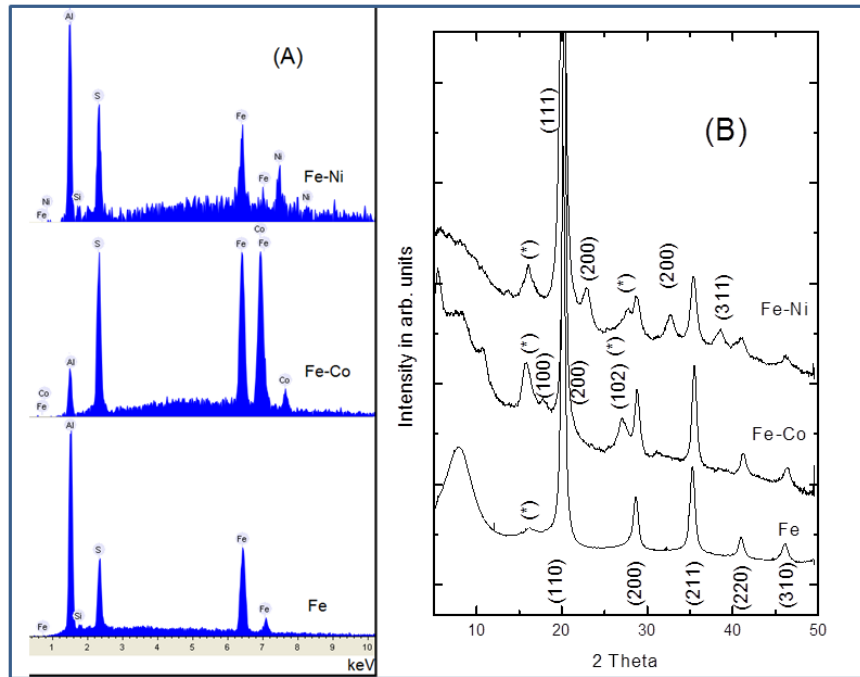 (A)
Al
S
Fe
Ni
Fe
Ni
Si
Ni
Fe
Fe-Ni
Co
S
Fe
Fe
Al
Co
Co
Fe
Fe-Co
Al
S
Fe
Fe
Si
Fe
Fe
1 2 3 4 5 6 7 8 9 10
keV
(B)
Intensity in arb. units
(111)
(*)
(200)
(*)
(200)
(311)
Fe-Ni
(*)
(100)
(200)
(*)
(102)
Fe-Co
(*)
Fe
(110)
(200)
(211)
(220)
(310)
10 20 30 40 50
2 Theta